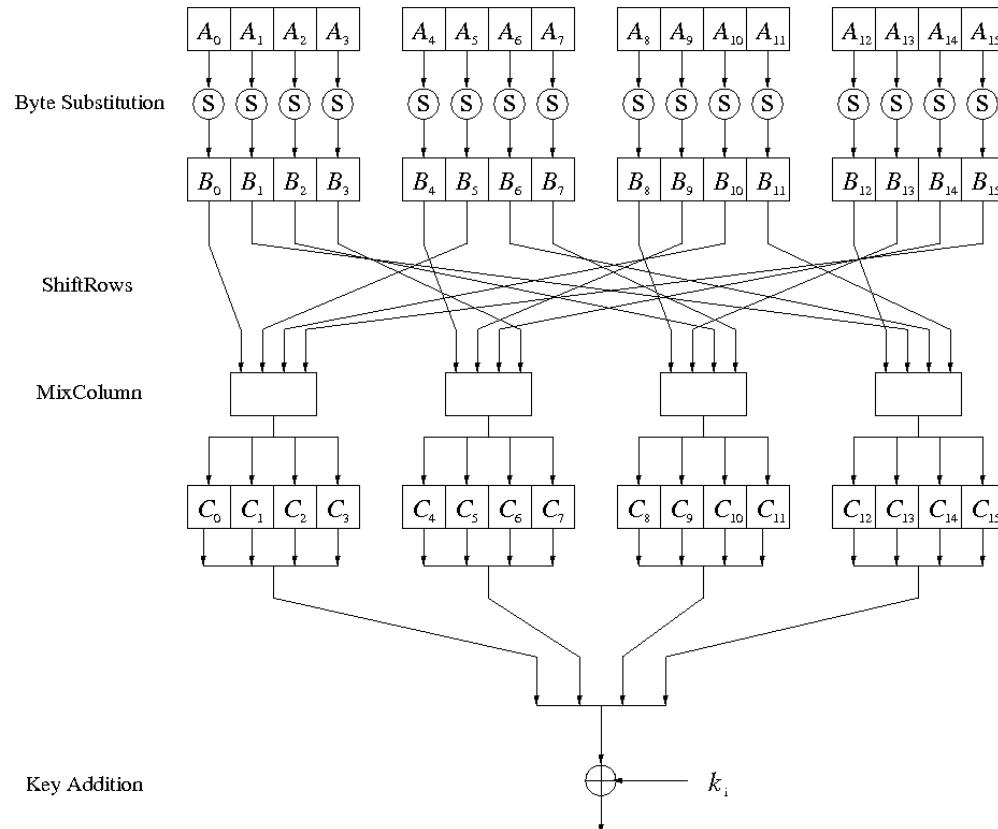 A₀ A₁ A₂ A₃ A₄ A₅ A₆ A₇ A₈ A₉ A₁₀ A₁₁ A₁₂ A₁₃ A₁₄ A₁₅
Byte Substitution S S S S S S S S S S S S S S S S
B₀ B₁ B₂ B₃ B₄ B₅ B₆ B₇ B₈ B₉ B₁₀ B₁₁ B₁₂ B₁₃ B₁₄ B₁₅
ShiftRows
MixColumn
C₀ C₁ C₂ C₃ C₄ C₅ C₆ C₇ C₈ C₉ C₁₀ C₁₁ C₁₂ C₁₃ C₁₄ C₁₅
Key Addition kᵢ